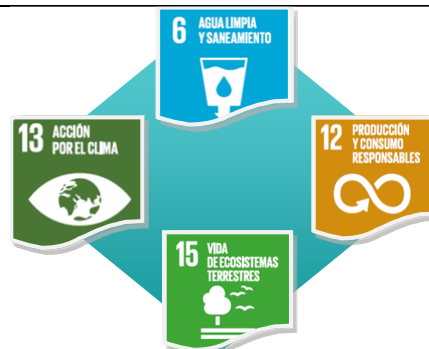 6 AGUA LIMPIA
Y SANEAMIENTO
13 ACCIÓN
POR EL CLIMA
12 PRODUCCIÓN
Y CONSUMO
RESPONSABLES
15 VIDA
DE ECOSISTEMAS
TERRESTRES